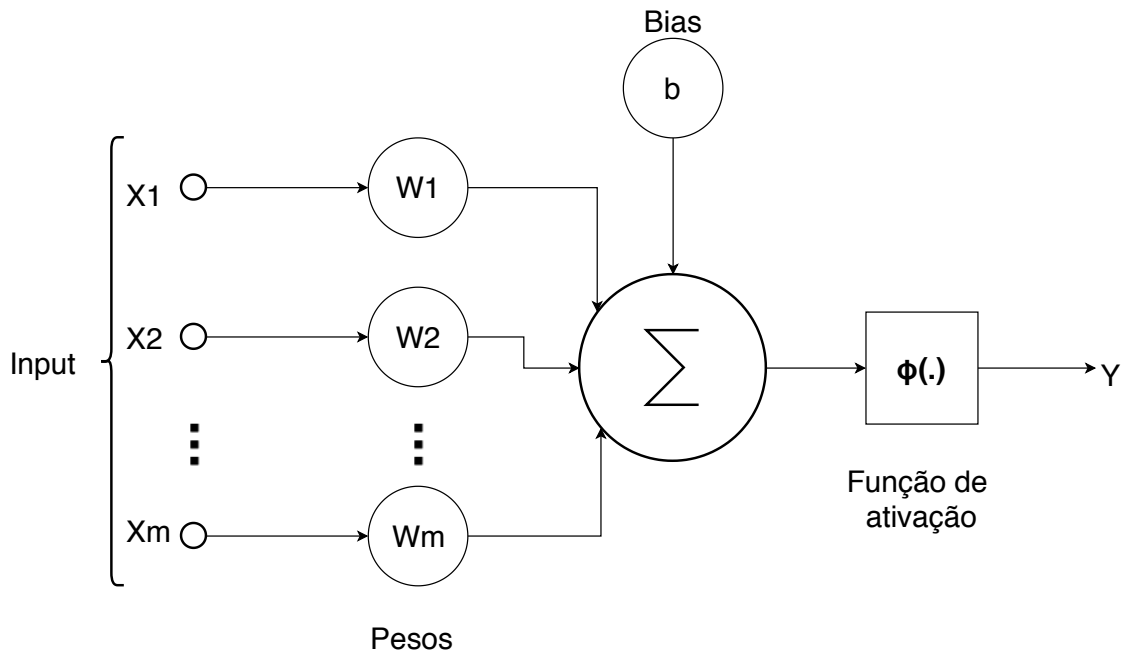 Bias
b
X1
W1
X2
W2
Input
Σ
ϕ(.)
Y
Função de
ativação
Xm
Wm
Pesos